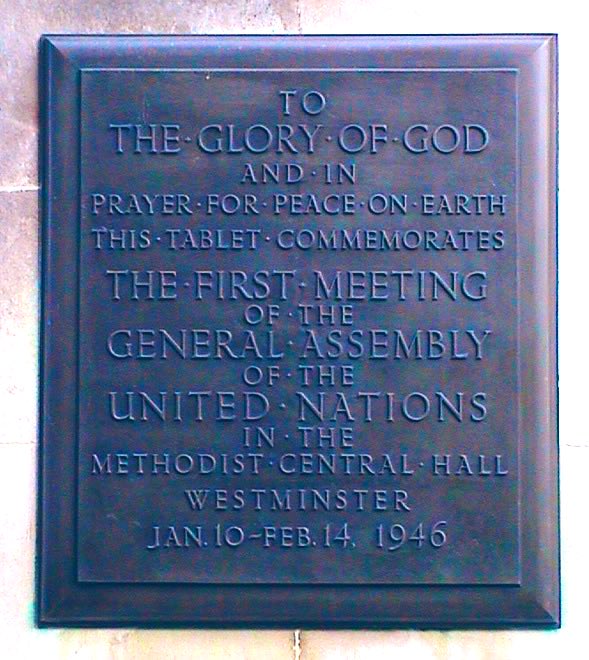 TO
THE·GLORY·OF·GOD
AND·IN
PRAYER·FOR·PEACE·ON·EARTH
THIS·TABLET·COMMEMORATES
THE·FIRST·MEETING
OF·THE
GENERAL·ASSEMBLY
OF·THE
UNITED·NATIONS
IN·THE
METHODIST·CENTRAL·HALL
WESTMINSTER
JAN.10–FEB.14, 1946